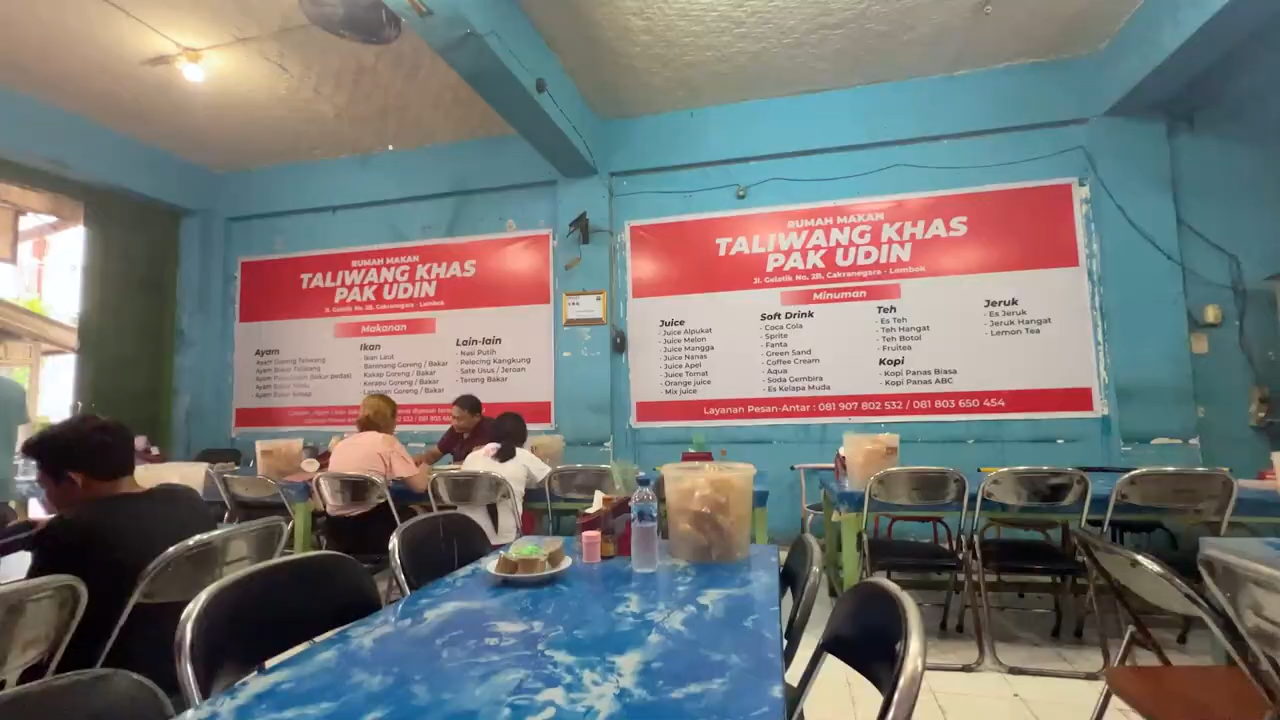 RUMAH MAKAN
TALIWANG KHAS
PAK UDIN
Jl. Gelatik No. 2B, Cakranegara - Lombok
Makanan
Ayam
Ayam Goreng Taliwang
Ayam Bakar Taliwang
Ayam Bakar Madu
Ikan
- Ikan Laut
- Baronang Goreng / Bakar
- Kakap Goreng / Bakar
- Kerapu Goreng / Bakar
- Langoan Goreng / Bakar
Lain-lain
- Nasi Putih
- Pelecing Kangkung
- Sate Usus / Jeroan
- Terong Bakar
RUMAH MAKAN
TALIWANG KHAS
PAK UDIN
Jl. Gelatik No. 2B, Cakranegara - Lombok
Minuman
Juice
- Juice Alpukat
- Juice Melon
- Juice Mangga
- Juice Nanas
- Juice Apel
- Juice Tomat
- Orange juice
- Mix juice
Soft Drink
- Coca Cola
- Sprite
- Fanta
- Green Sand
- Coffee Cream
- Aqua
- Soda Gembira
- Es Kelapa Muda
Teh
- Es Teh
- Teh Hangat
- Teh Botol
- Fruitea
Kopi
- Kopi Panas Biasa
- Kopi Panas ABC
Jeruk
- Es Jeruk
- Jeruk Hangat
- Lemon Tea
Layanan Pesan-Antar : 081 907 802 532 / 081 803 650 454